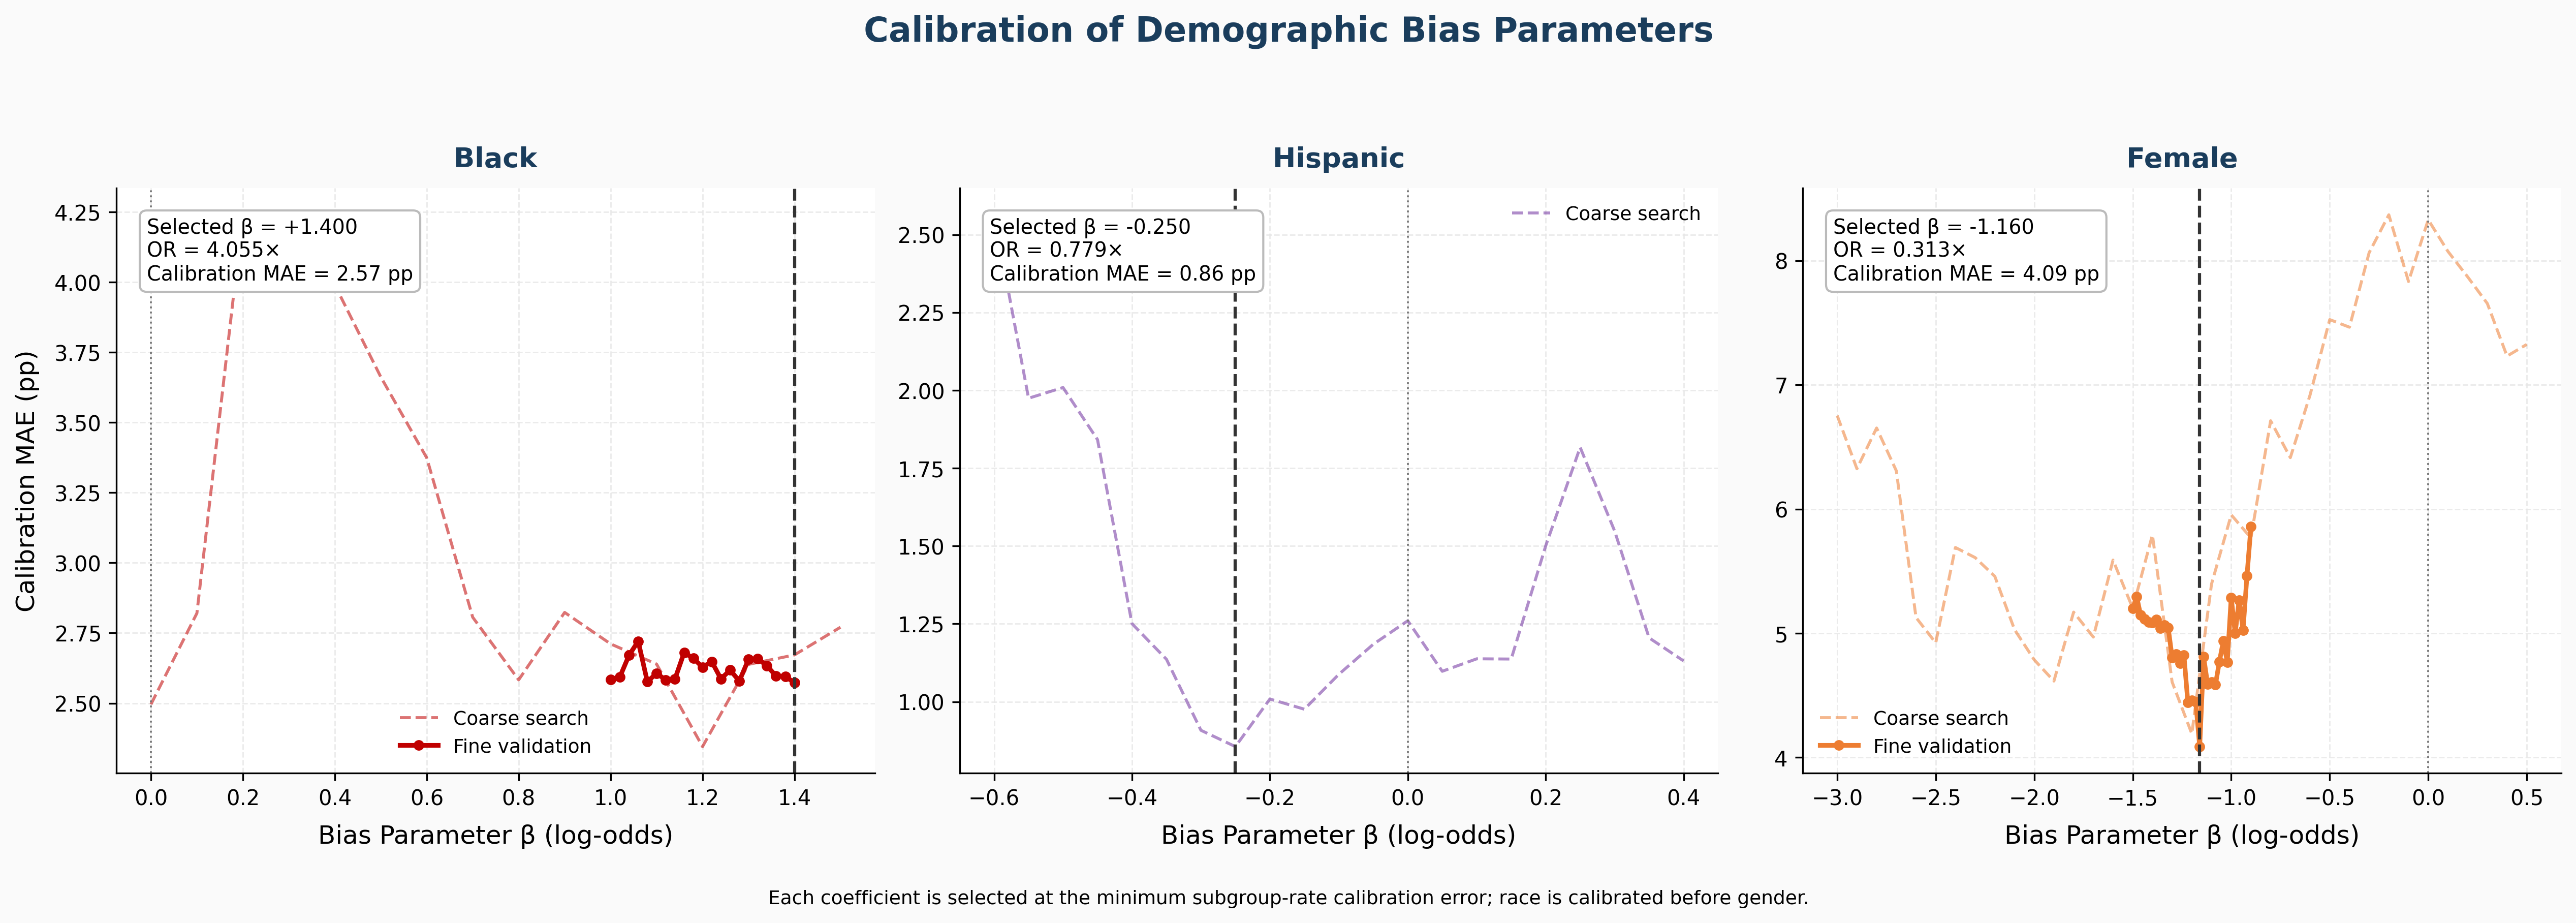 Calibration of Demographic Bias Parameters
Black
Selected β = +1.400
OR = 4.055×
Calibration MAE = 2.57 pp
Calibration MAE (pp)
4.25
4.00
3.75
3.50
3.25
3.00
2.75
2.50
Coarse search
Fine validation
0.0 0.2 0.4 0.6 0.8 1.0 1.2 1.4
Bias Parameter β (log-odds)
Hispanic
Selected β = -0.250
OR = 0.779×
Calibration MAE = 0.86 pp
Coarse search
2.50
2.25
2.00
1.75
1.50
1.25
1.00
−0.6 −0.4 −0.2 0.0 0.2 0.4
Bias Parameter β (log-odds)
Female
Selected β = -1.160
OR = 0.313×
Calibration MAE = 4.09 pp
8
7
6
5
4
Coarse search
Fine validation
−3.0 −2.5 −2.0 −1.5 −1.0 −0.5 0.0 0.5
Bias Parameter β (log-odds)
Each coefficient is selected at the minimum subgroup-rate calibration error; race is calibrated before gender.